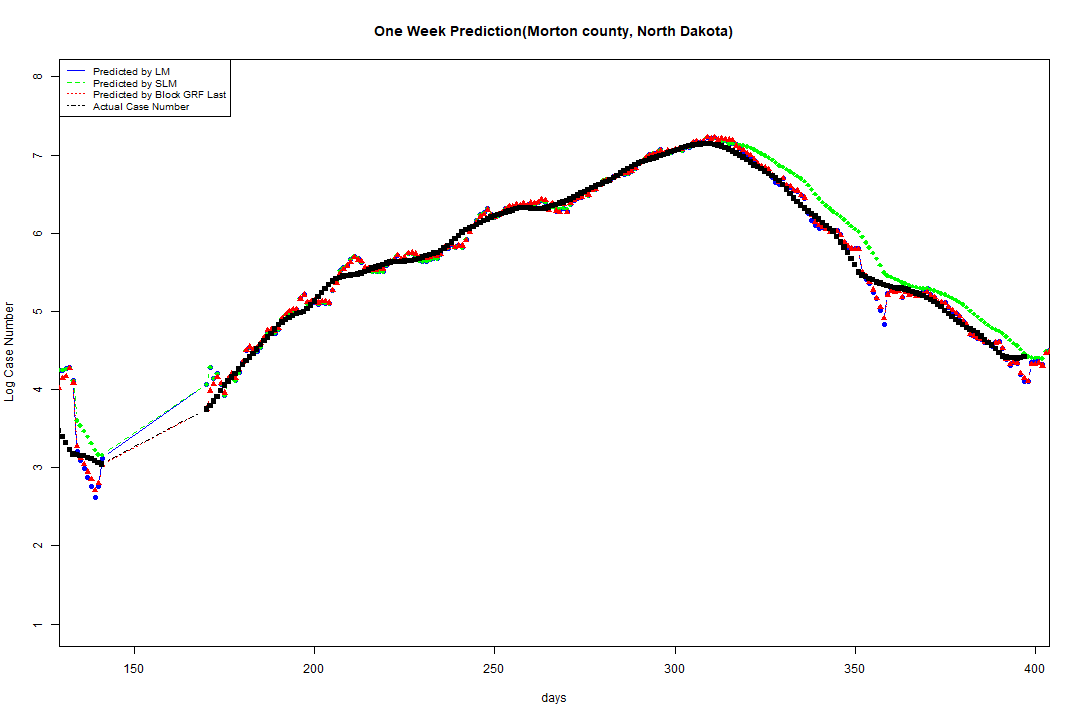 One Week Prediction(Morton county, North Dakota)
Predicted by LM
Predicted by SLM
Predicted by Block GRF Last
Actual Case Number
8
7
6
5
4
3
2
1
Log Case Number
150 200 250 300 350 400
days